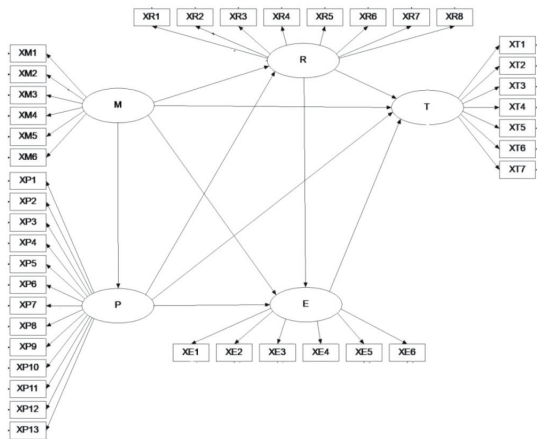 XR1 XR2 XR3 XR4 XR5 XR6 XR7 XR8
XM1
XM2
XM3
XM4
XM5
XM6
M
R
T
XT1
XT2
XT3
XT4
XT5
XT6
XT7
XP1
XP2
XP3
XP4
XP5
XP6
XP7
XP8
XP9
XP10
XP11
XP12
XP13
P
E
XE1 XE2 XE3 XE4 XE5 XE6